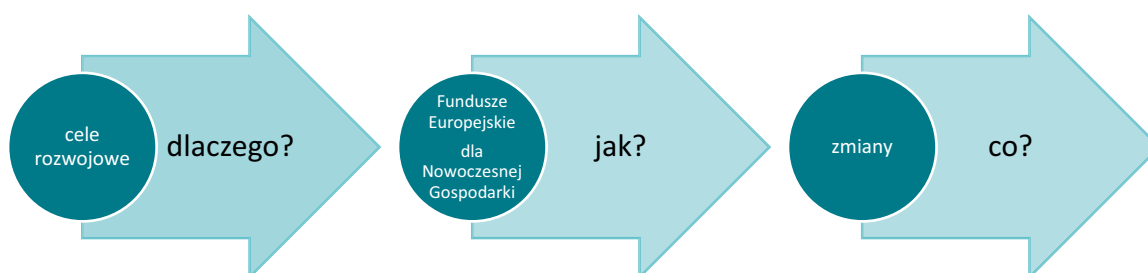 cele
rozwojowe
dlaczego?
Fundusze
Europejskie
dla
Nowoczesnej
Gospodarki
jak?
zmiany
co?